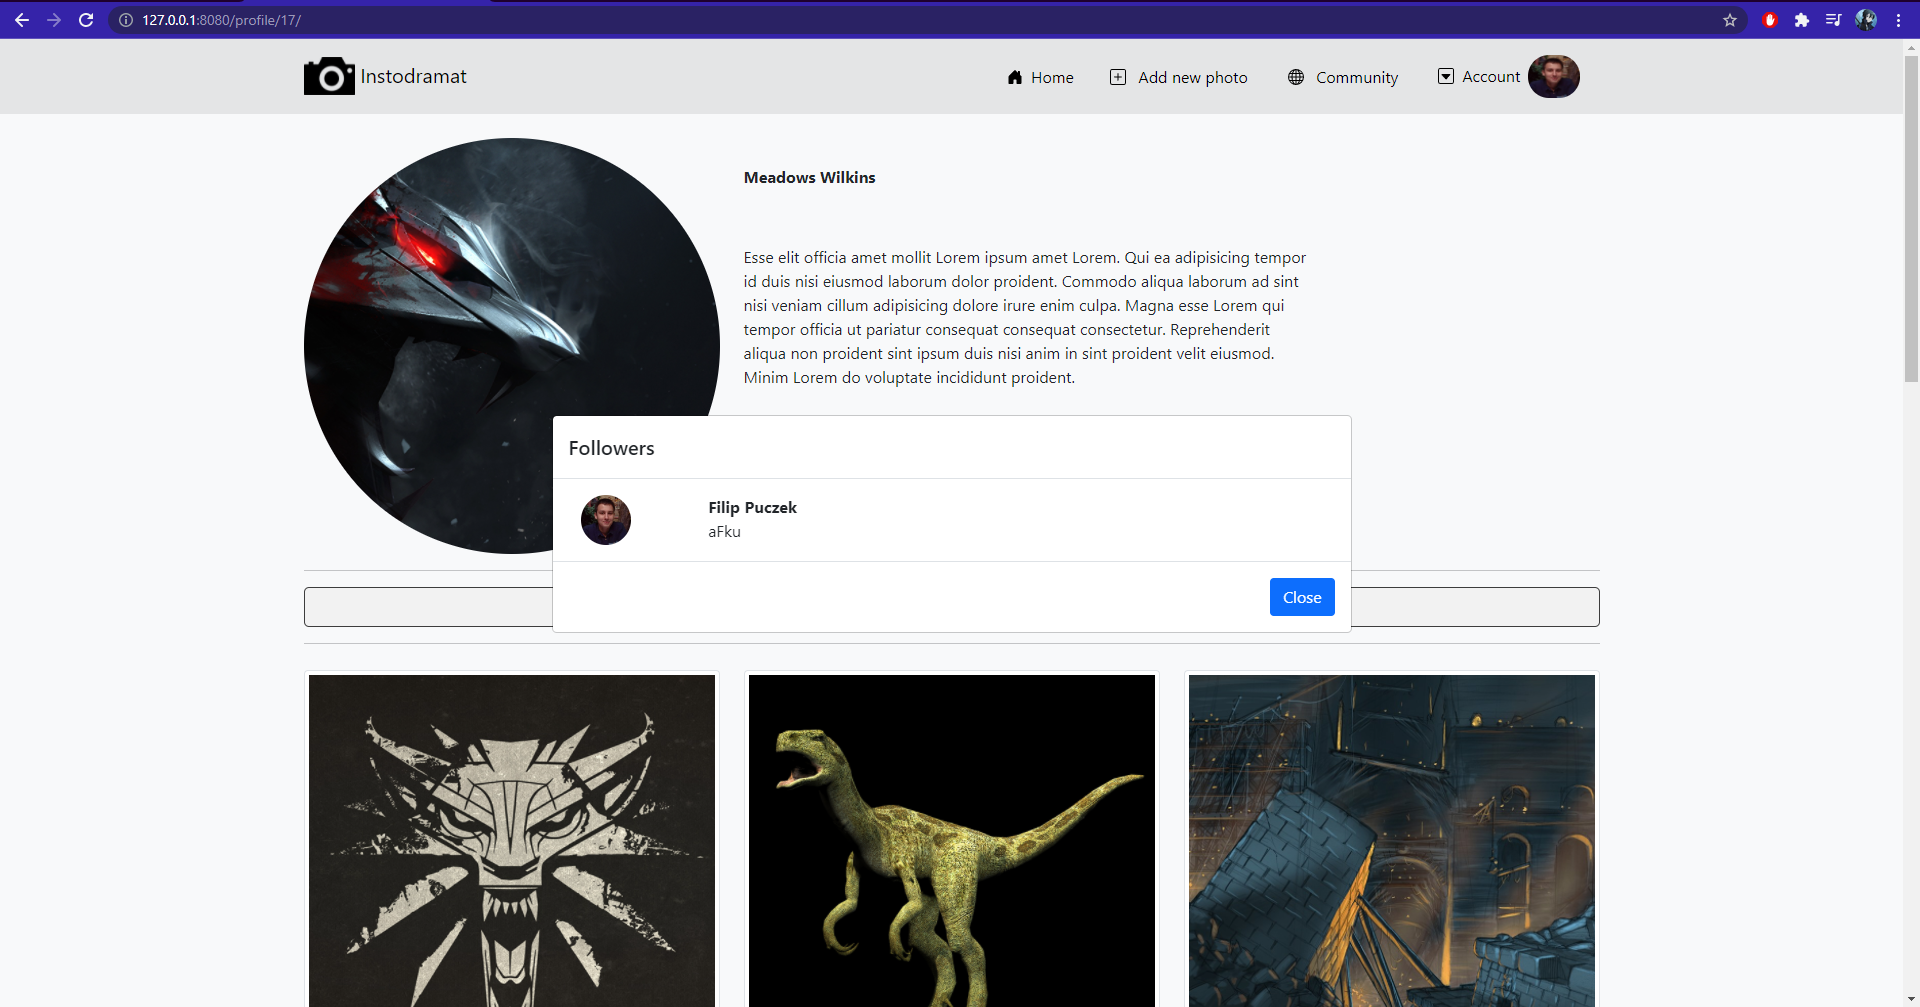 127.0.0.1:8080/profile/17/
Instodramat
Home
Add new photo
Community
Account
Meadows Wilkins
Esse elit officia amet mollit Lorem ipsum amet Lorem. Qui ea adipisicing tempor
id duis nisi eiusmod laborum dolor proident. Commodo aliqua laborum ad sint
nisi veniam cillum adipisicing dolore irure enim culpa. Magna esse Lorem qui
tempor officia ut pariatur consequat consequat consectetur. Reprehenderit
aliqua non proident sint ipsum duis nisi anim in sint proident velit eiusmod.
Minim Lorem do voluptate incididunt proident.
Followers
Filip Puczek
aFku
Close